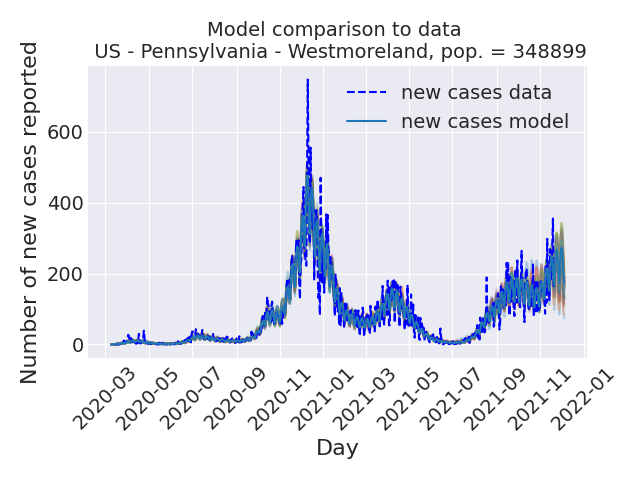 Model comparison to data
US - Pennsylvania - Westmoreland, pop. = 348899
Number of new cases reported
600
400
200
0
new cases data
new cases model
2020-03
2020-05
2020-07
2020-09
2020-11
2021-01
2021-03
2021-05
2021-07
2021-09
2021-11
2022-01
Day